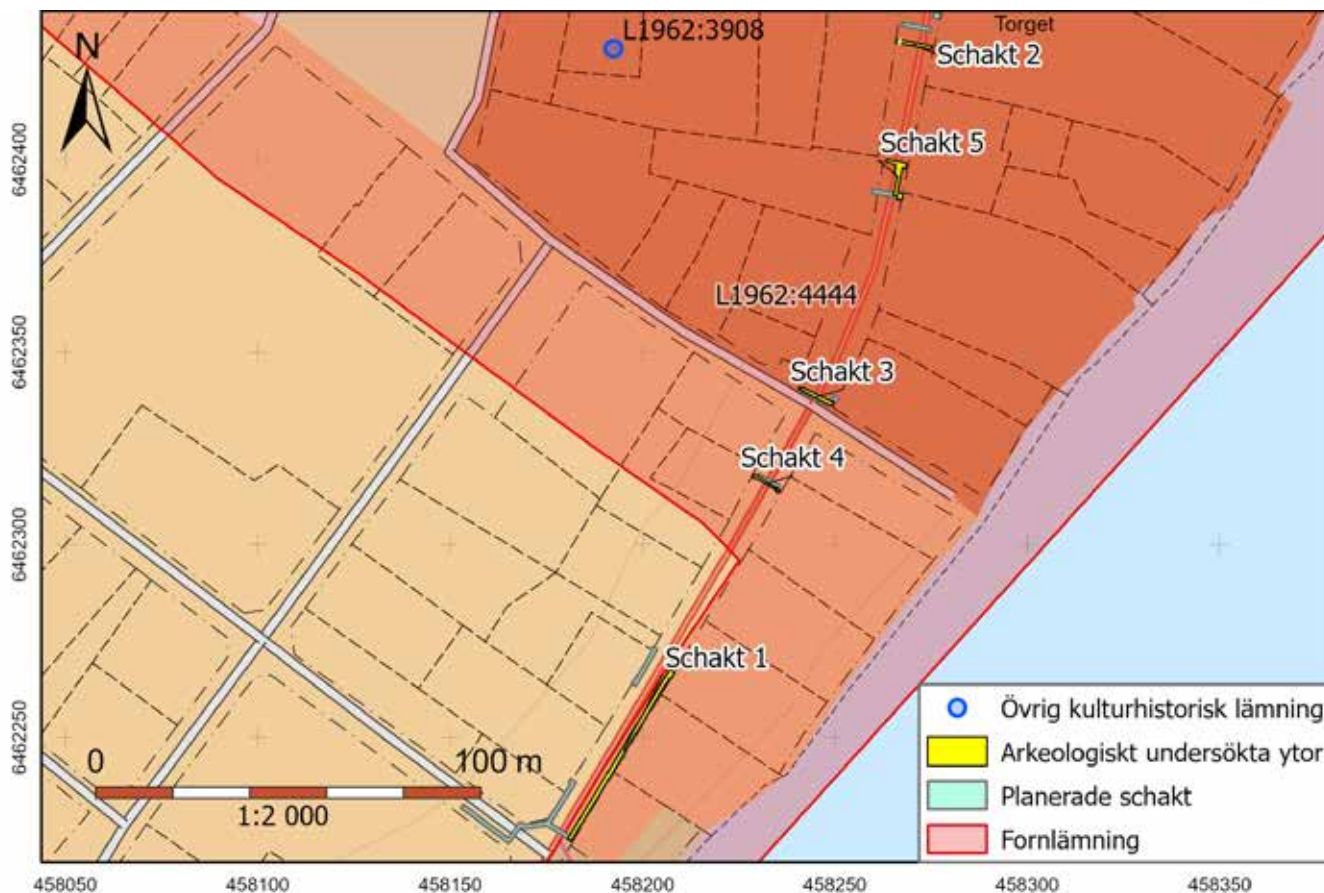 Torget
L1962:3908
Schakt 2
N
Schakt 5
L1962:4444
Schakt 3
Schakt 4
Schakt 1
0 100 m
1:2 000
Övrig kulturhistorisk lämning
Arkeologiskt undersökta ytor
Planerade schakt
Fornlämning
6462400
6462350
6462300
6462250
458050 458100 458150 458200 458250 458300 458350